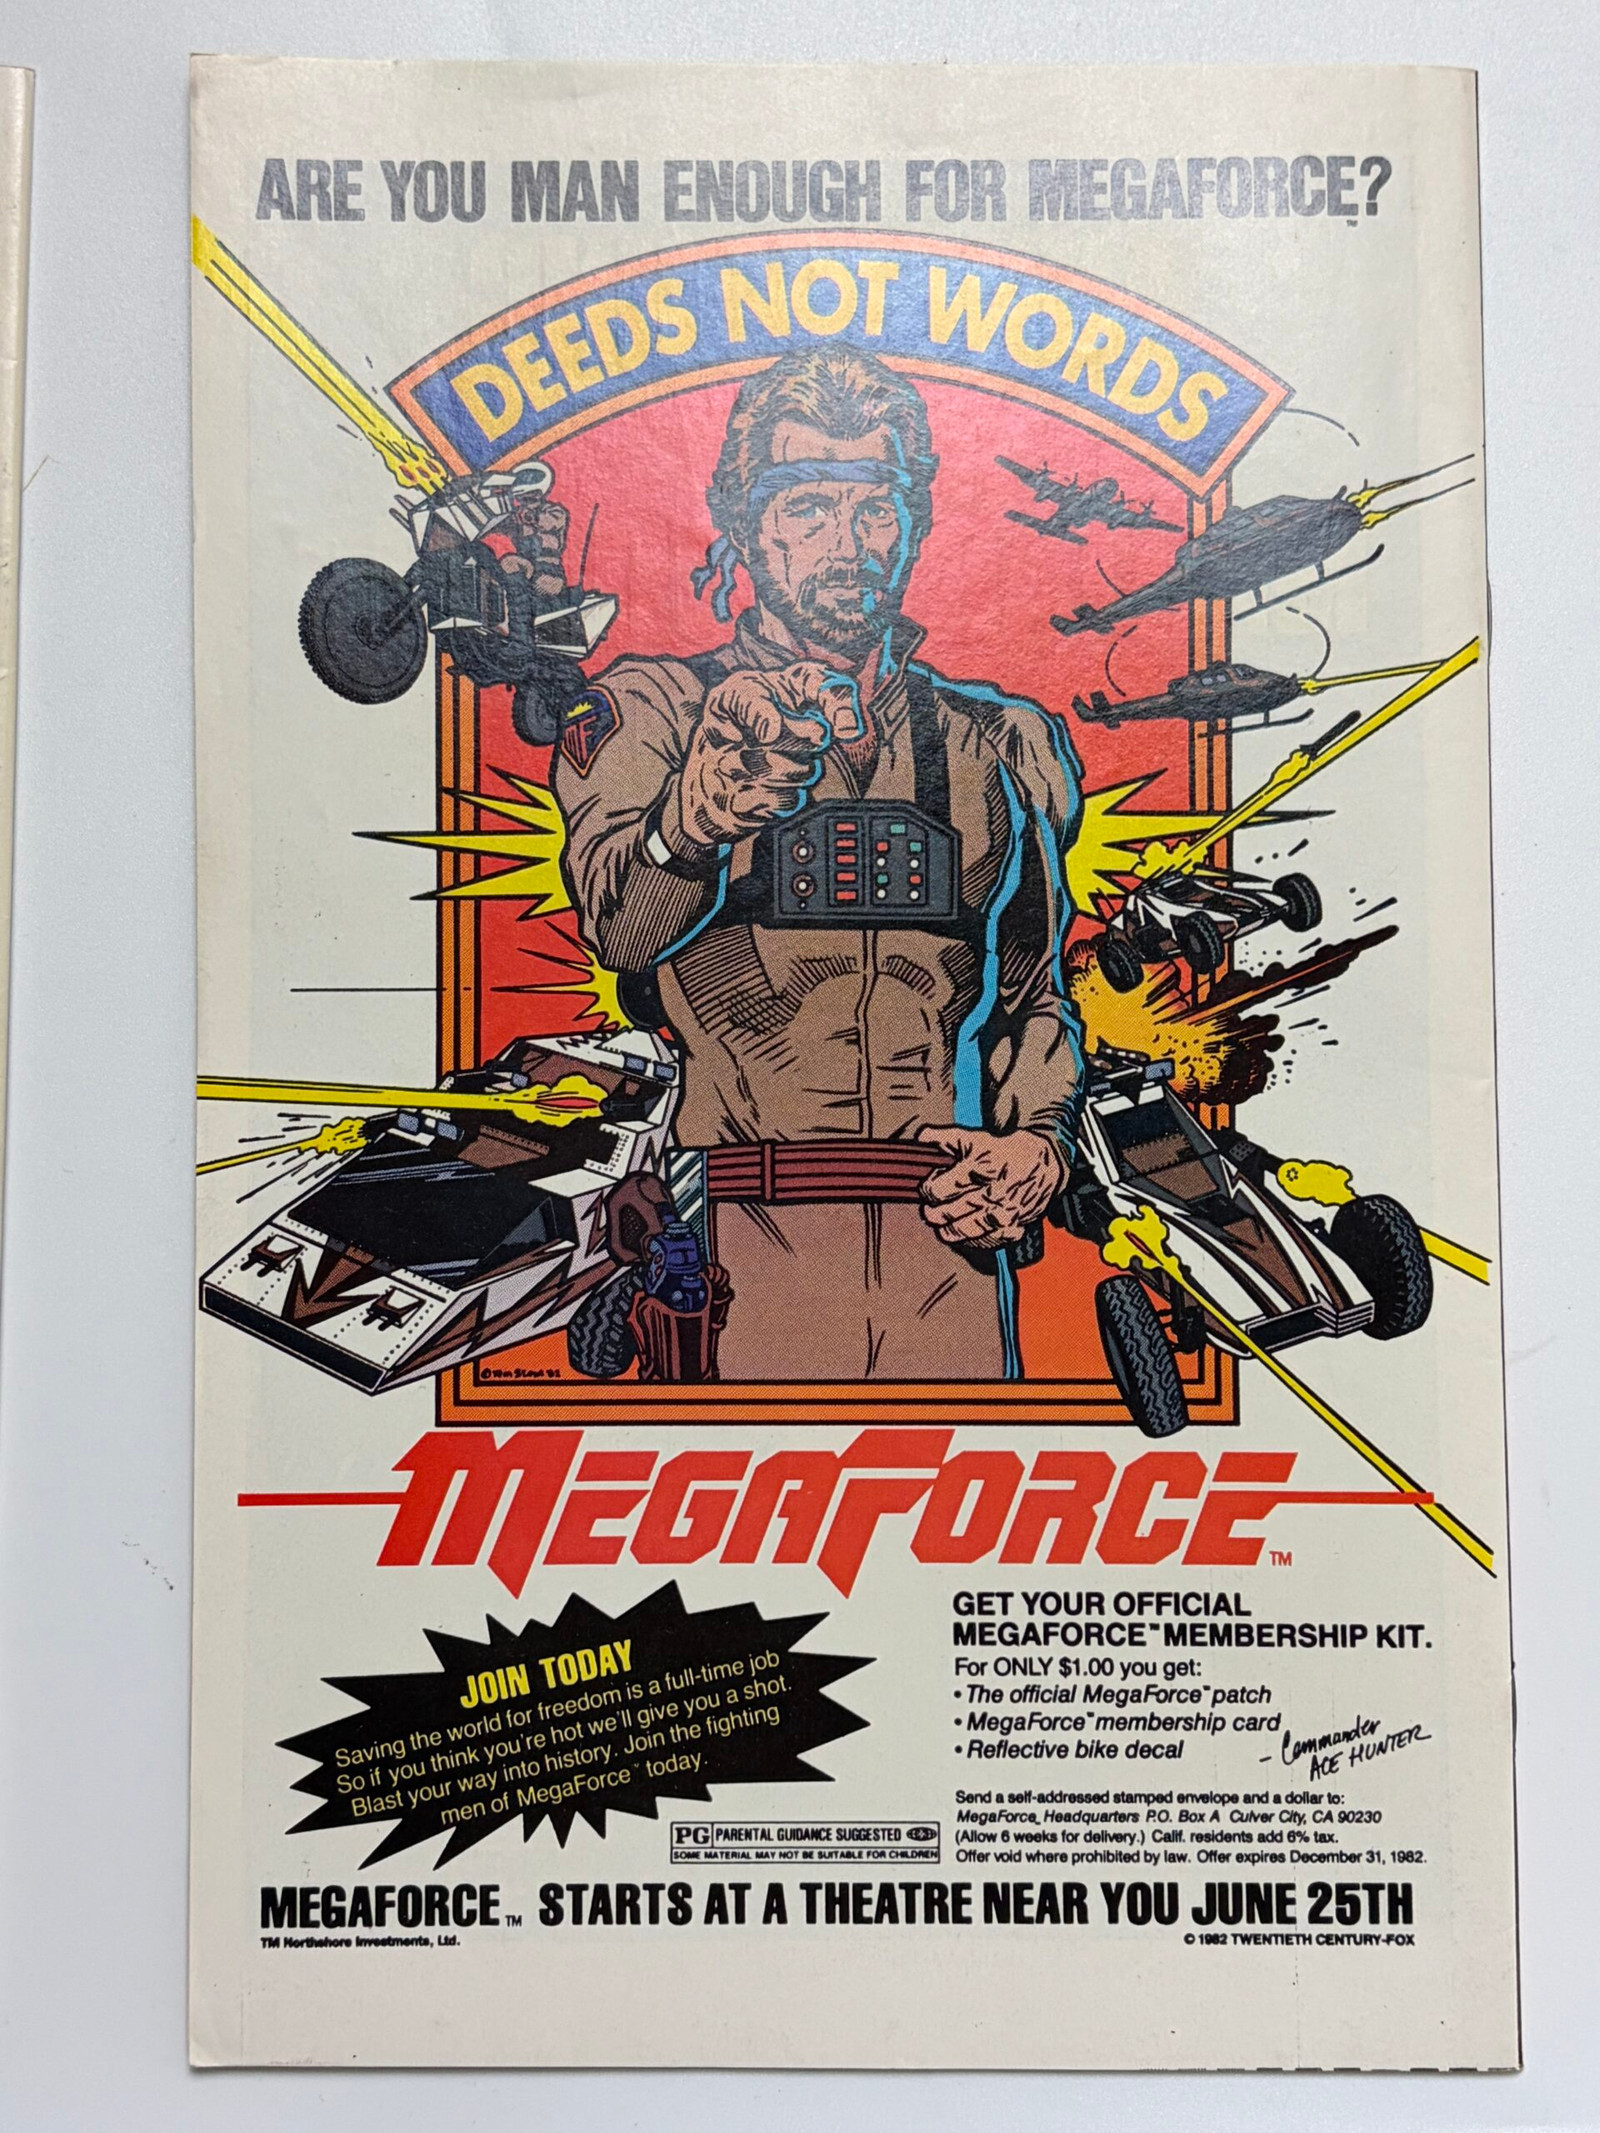 ARE YOU MAN ENOUGH FOR MEGAFORCE?
TM
DEEDS NOT WORDS
© Tom Scioli '82
MEGAFORCE TM
JOIN TODAY
Saving the world for freedom is a full-time job
So if you think you're hot we'll give you a shot.
Blast your way into history. Join the fighting
men of MegaForce™ today.
GET YOUR OFFICIAL
MEGAFORCE™ MEMBERSHIP KIT.
For ONLY $1.00 you get:
• The official MegaForce™ patch
• MegaForce™ membership card
• Reflective bike decal
- Commander
ACE HUNTER
Send a self-addressed stamped envelope and a dollar to:
MegaForce Headquarters P.O. Box A Culver City, CA 90230
(Allow 6 weeks for delivery.) Calif. residents add 6% tax.
Offer void where prohibited by law. Offer expires December 31, 1982.
PG PARENTAL GUIDANCE SUGGESTED
SOME MATERIAL MAY NOT BE SUITABLE FOR CHILDREN
MEGAFORCE TM STARTS AT A THEATRE NEAR YOU JUNE 25TH
TM Northshore Investments, Ltd.
© 1982 TWENTIETH CENTURY-FOX